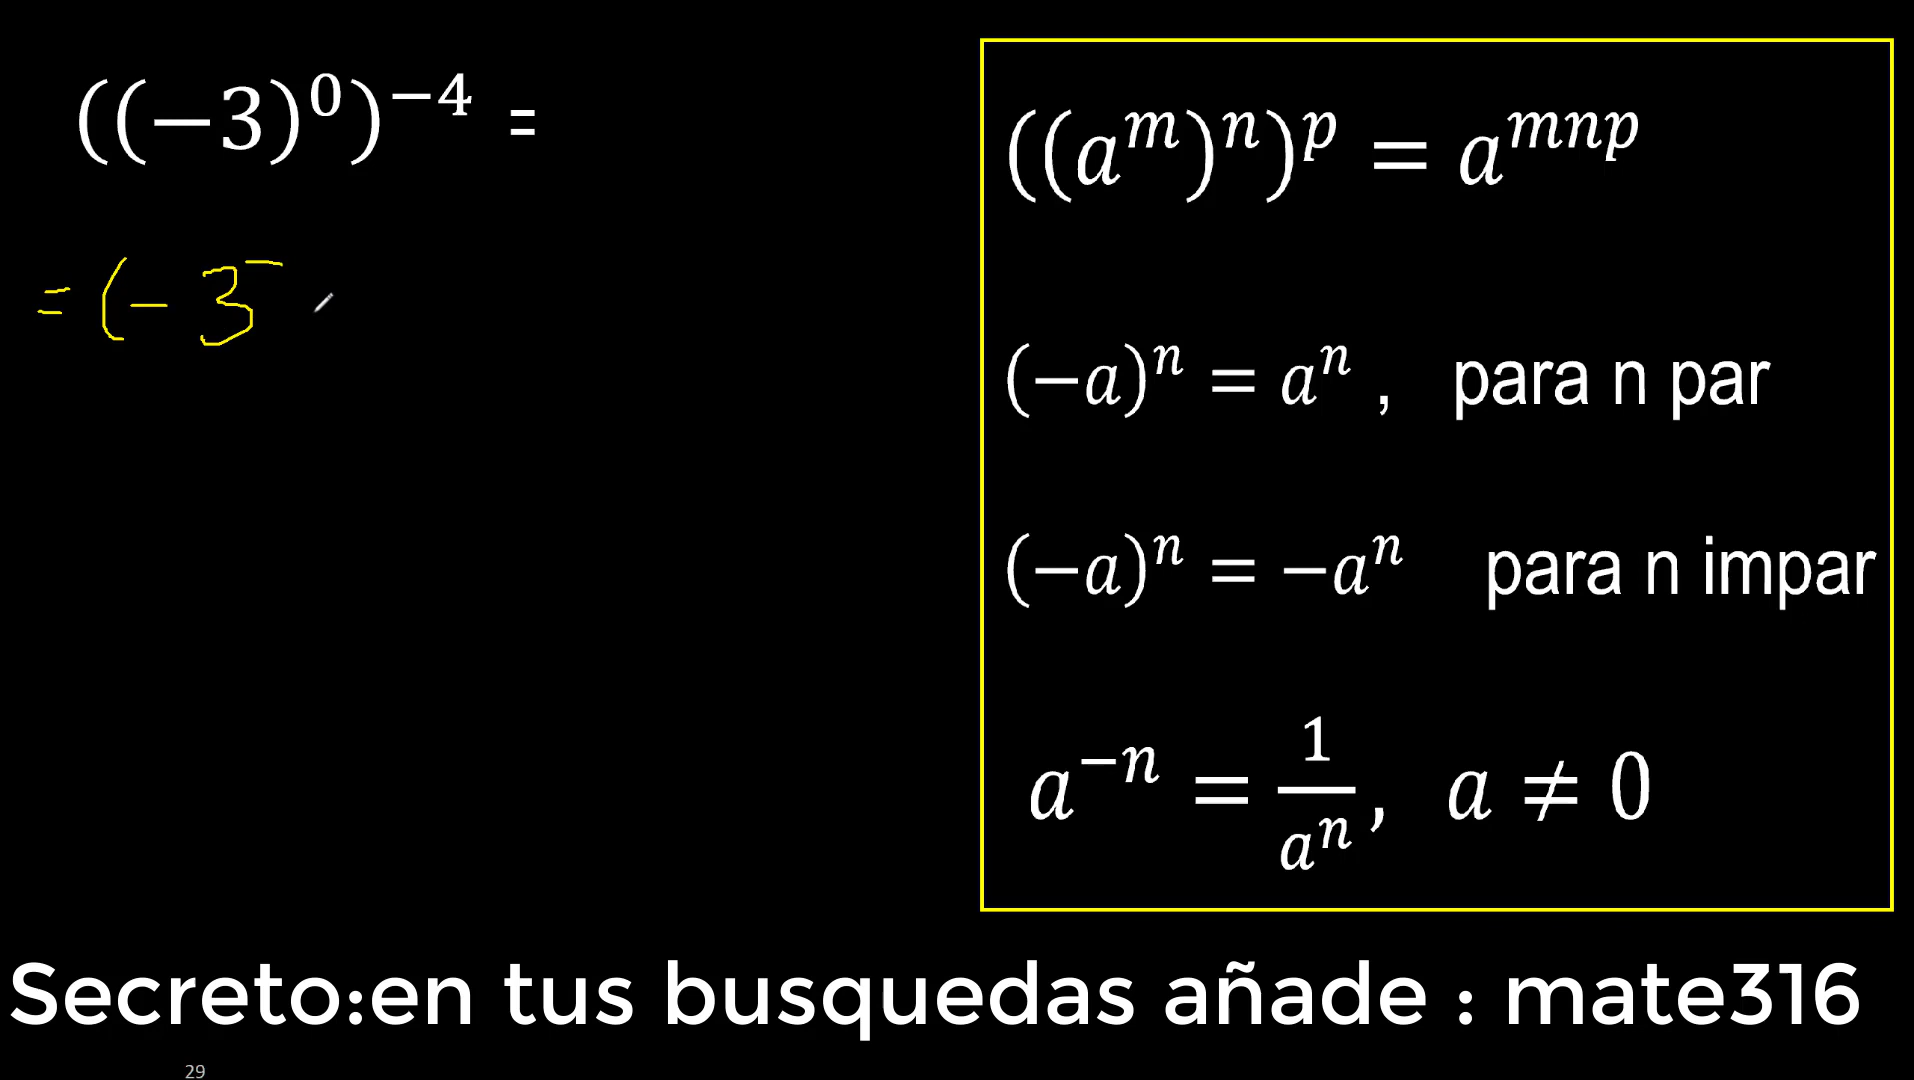 ((−3)⁰)⁻⁴ =
= (- 3⁻
((aᵐ)ⁿ)ᵖ = aᵐⁿᵖ
(−a)ⁿ = aⁿ , para n par
(−a)ⁿ = −aⁿ para n impar
a⁻ⁿ = 1/aⁿ, a ≠ 0
Secreto:en tus busquedas añade : mate316
29